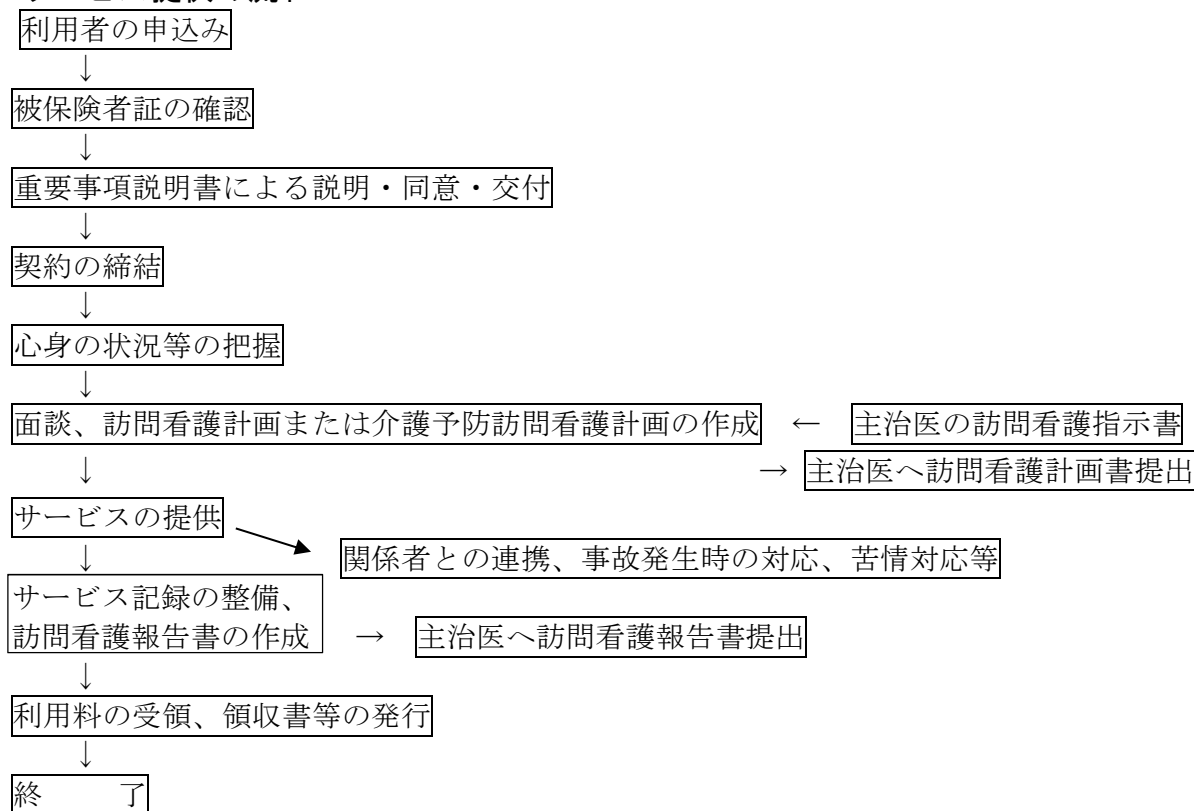 利用者の申込み
↓
被保険者証の確認
↓
重要事項説明書による説明・同意・交付
↓
契約の締結
↓
心身の状況等の把握
↓
面談、訪問看護計画または介護予防訪問看護計画の作成 ← 主治医の訪問看護指示書
↓ → 主治医へ訪問看護計画書提出
サービスの提供
↓ 関係者との連携、事故発生時の対応、苦情対応等
サービス記録の整備、
訪問看護報告書の作成 → 主治医へ訪問看護報告書提出
↓
利用料の受領、領収書等の発行
↓
終 了